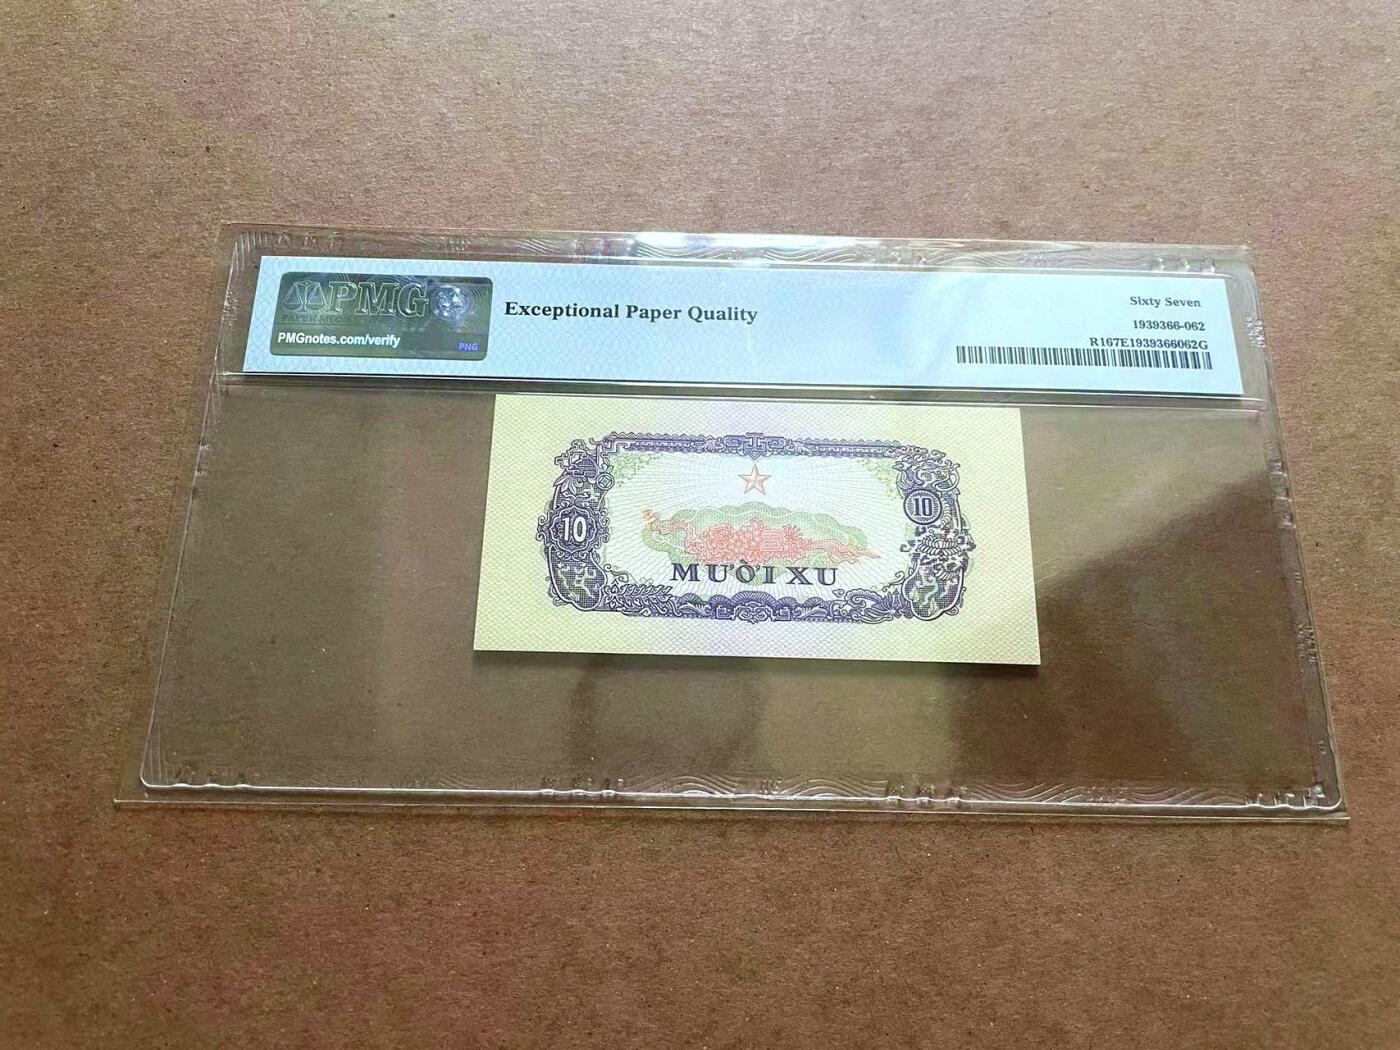 PMG
PMGnotes.com/verify
PNG
Exceptional Paper Quality
Sixty Seven
1939366-062
R167E1939366062G
10
10
MƯỜI XU